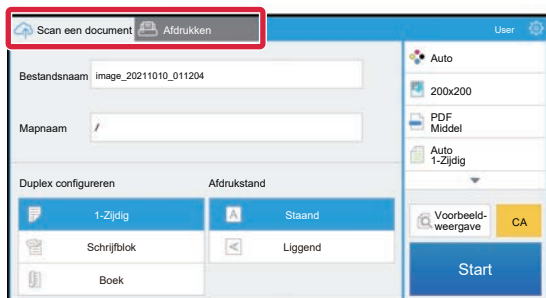 Scan een document Afdrukken User
Auto
Bestandsnaam image_20211010_011204
200x200
PDF
Middel
Mapnaam /
Auto
1-Zijdig
Duplex configureren Afdrukstand
1-Zijdig A Staand
Voorbeeld-
weergave
CA
Schrijfblok A Liggend
Boek
Start